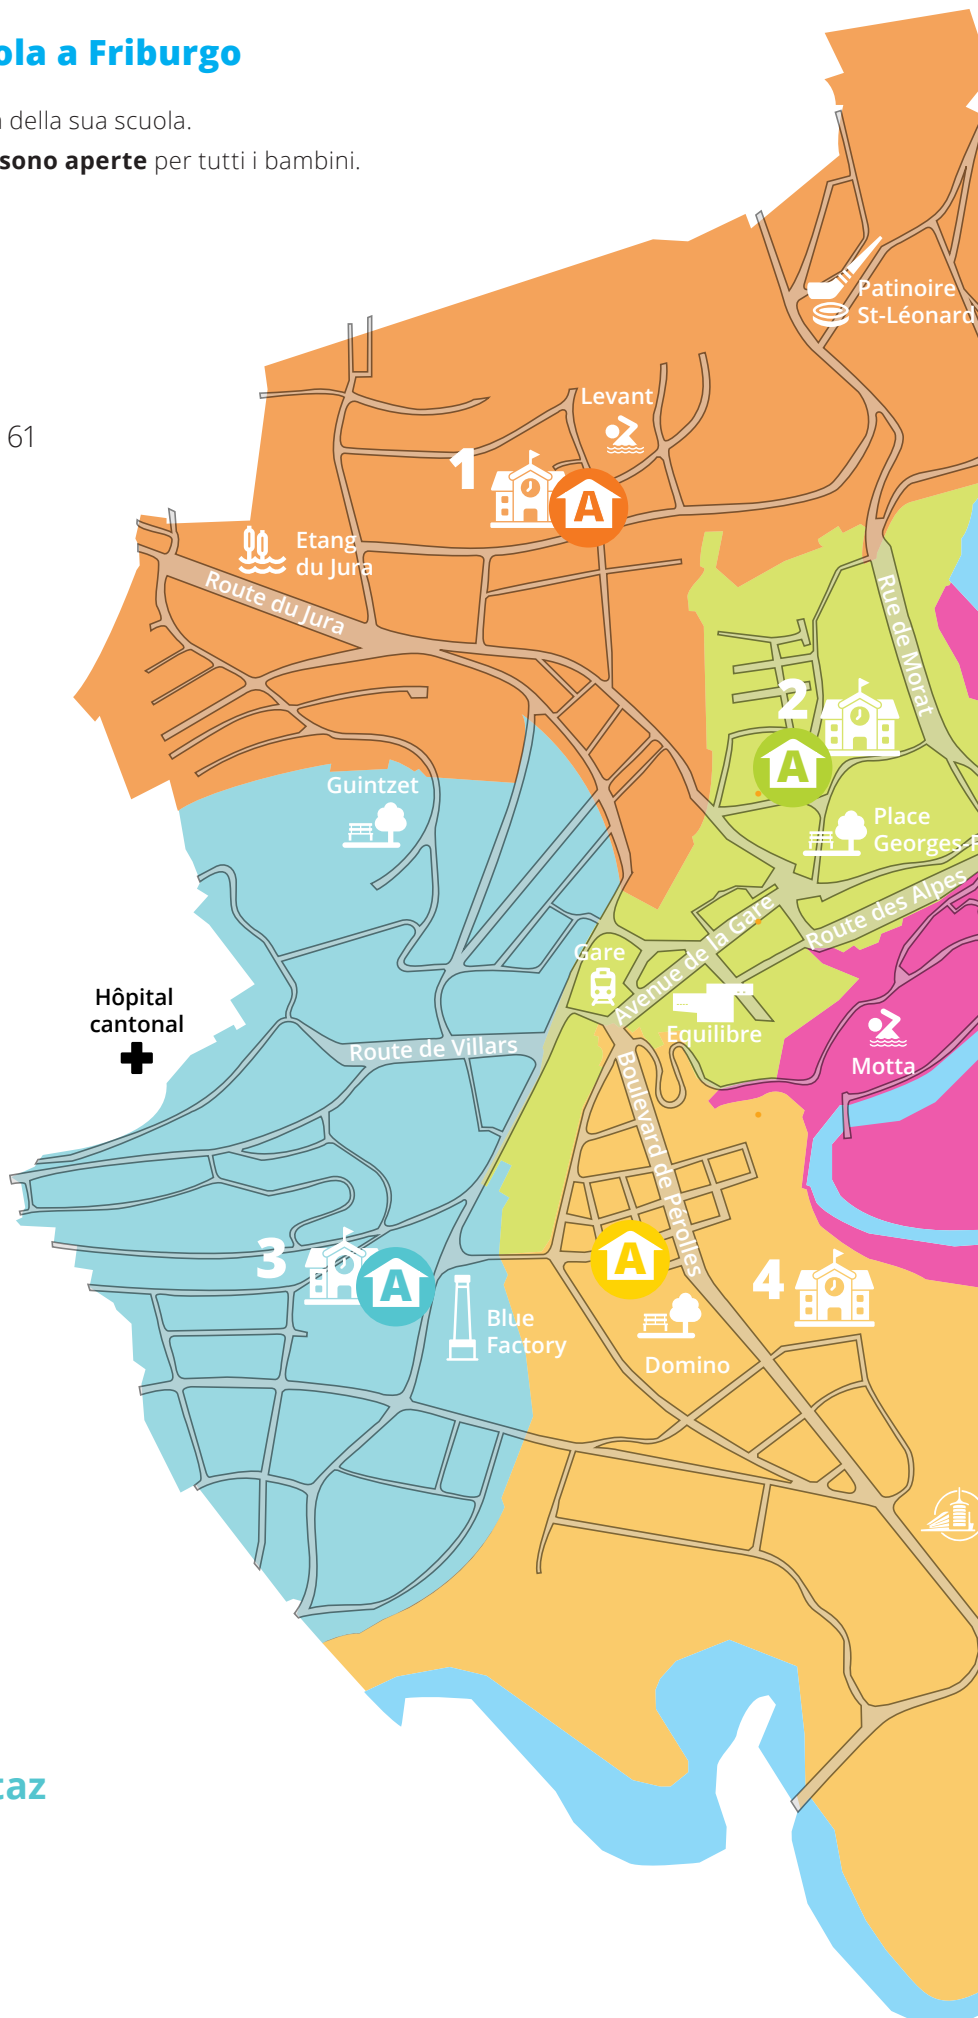 ola a Friburgo
della sua scuola.
sono aperte per tutti i bambini.
Patinoire
St-Léonard
Levant
61
1
A
Etang
du Jura
Route du Jura
Rue de Morat
2
A
Guintzet
Place
Georges-P
Route des Alpes
Avenue de la Gare
Gare
Hôpital
cantonal
Equilibre
Route de Villars
Motta
Boulevard de Pérolles
3
A
A
4
Blue
Factory
Domino
taz